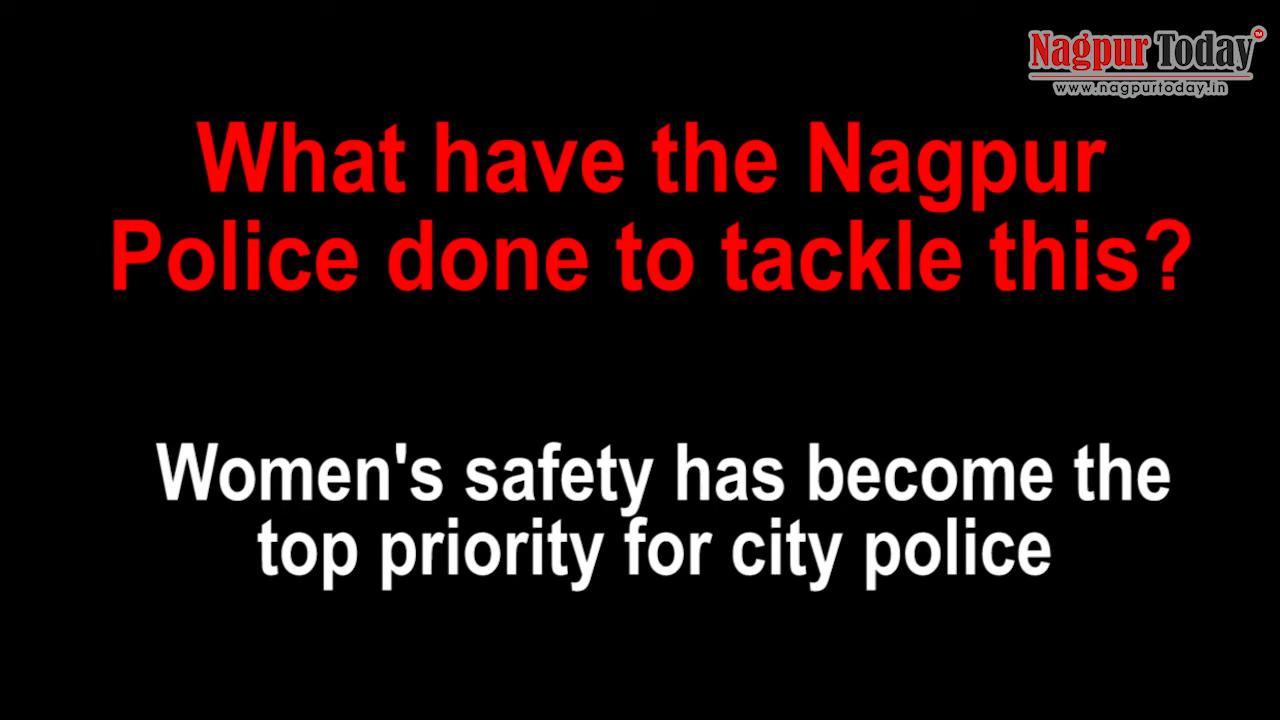 Nagpur Today™
www.nagpurtoday.in
What have the Nagpur
Police done to tackle this?
Women's safety has become the
top priority for city police